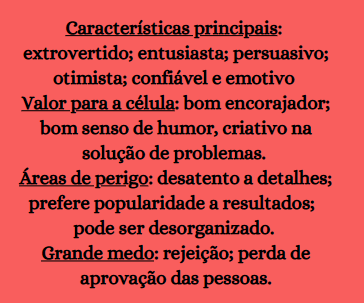 Características principais:
extrovertido; entusiasta; persuasivo;
otimista; confiável e emotivo
Valor para a célula: bom encorajador;
bom senso de humor, criativo na
solução de problemas.
Áreas de perigo: desatento a detalhes;
prefere popularidade a resultados;
pode ser desorganizado.
Grande medo: rejeição; perda de
aprovação das pessoas.